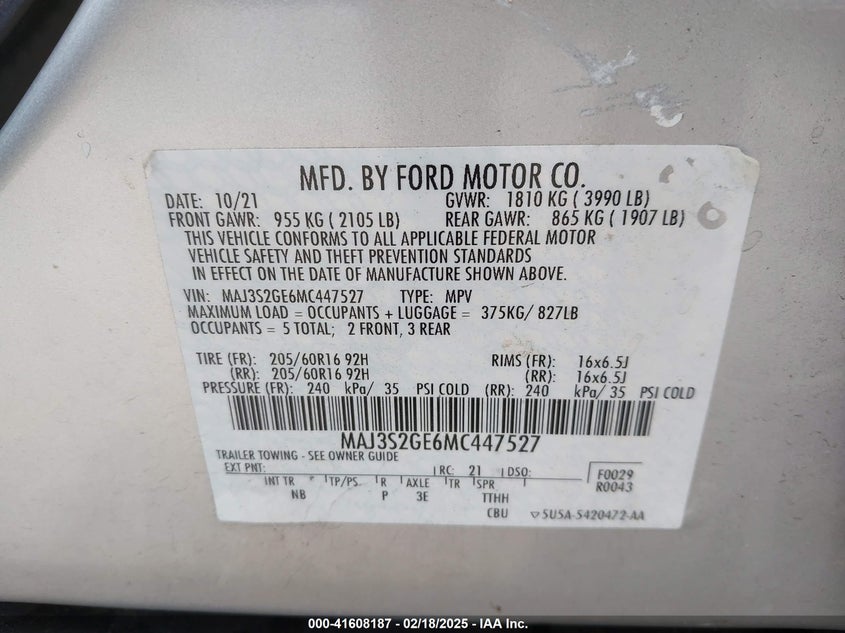 MFD. BY FORD MOTOR CO.
DATE: 10/21 GVWR: 1810 KG ( 3990 LB)
FRONT GAWR: 955 KG ( 2105 LB) REAR GAWR: 865 KG ( 1907 LB)
THIS VEHICLE CONFORMS TO ALL APPLICABLE FEDERAL MOTOR
VEHICLE SAFETY AND THEFT PREVENTION STANDARDS
IN EFFECT ON THE DATE OF MANUFACTURE SHOWN ABOVE.
VIN: MAJ3S2GE6MC447527 TYPE: MPV
MAXIMUM LOAD = OCCUPANTS + LUGGAGE = 375KG/ 827LB
OCCUPANTS = 5 TOTAL; 2 FRONT, 3 REAR
TIRE (FR): 205/60R16 92H RIMS (FR): 16x6.5J
(RR): 205/60R16 92H (RR): 16x6.5J
PRESSURE (FR): 240 kPa/ 35 PSI COLD (RR): 240 kPa/ 35 PSI COLD
MAJ3S2GE6MC447527
TRAILER TOWING - SEE OWNER GUIDE
EXT PNT: RC: 21 DSO: F0029
INT TR TP/PS R AXLE TR SPR R0043
NB P 3E TTHH
CBU 5U5A-5420472-AA
000-41608187 - 02/18/2025 - IAA Inc.